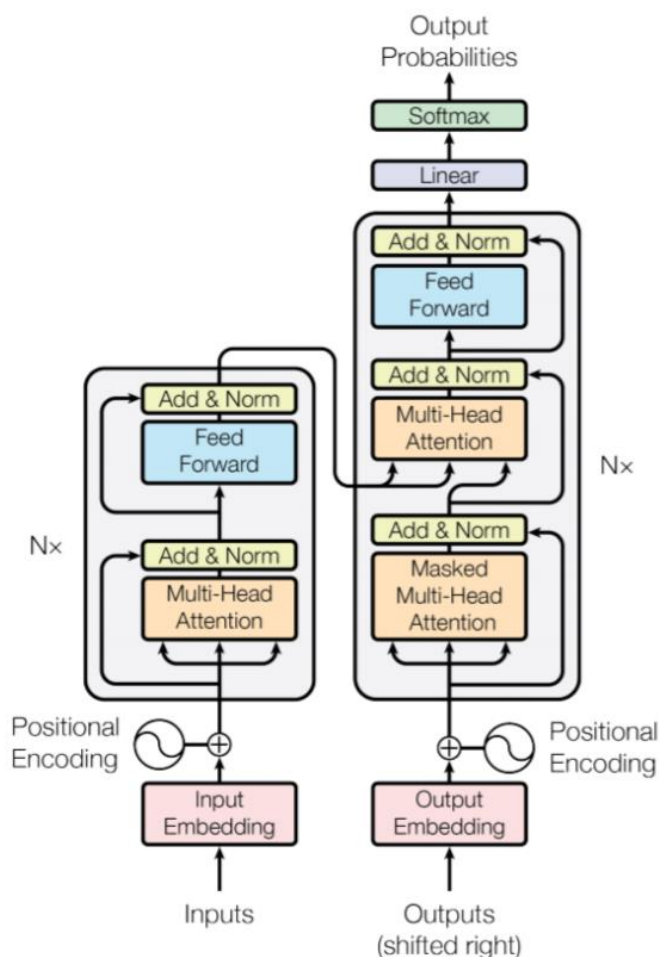 Output
Probabilities
Softmax
Linear
Add & Norm
Feed
Forward
Add & Norm
Multi-Head
Attention
Add & Norm
Masked
Multi-Head
Attention
Nx
Add & Norm
Feed
Forward
Add & Norm
Multi-Head
Attention
Nx
Positional
Encoding
Positional
Encoding
Input
Embedding
Output
Embedding
Inputs
Outputs
(shifted right)